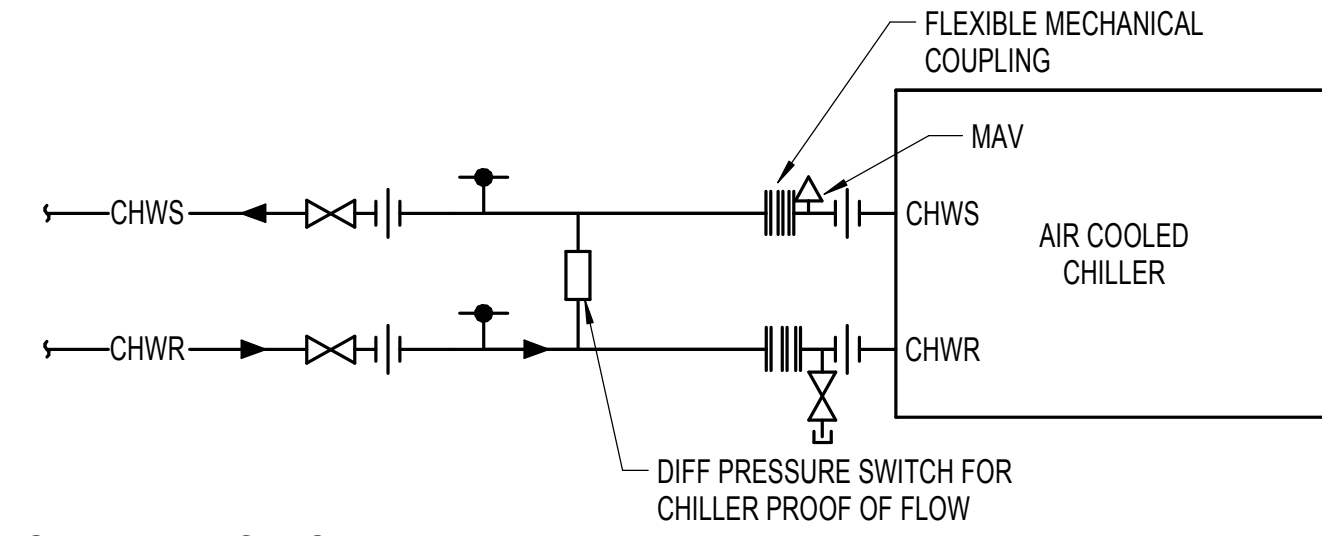 FLEXIBLE MECHANICAL
COUPLING
MAV
CHWS
CHWS
AIR COOLED
CHILLER
CHWR
CHWR
DIFF PRESSURE SWITCH FOR
CHILLER PROOF OF FLOW